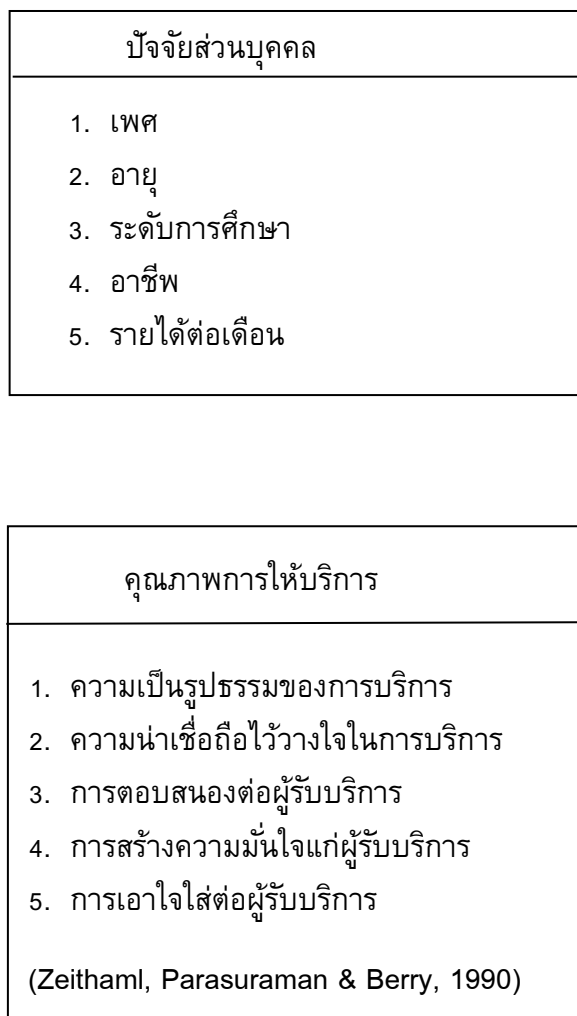 ปัจจัยส่วนบุคคล
1. เพศ
2. อายุ
3. ระดับการศึกษา
4. อาชีพ
5. รายได้ต่อเดือน
คุณภาพการให้บริการ
1. ความเป็นรูปธรรมของการบริการ
2. ความน่าเชื่อถือไว้วางใจในการบริการ
3. การตอบสนองต่อผู้รับบริการ
4. การสร้างความมั่นใจแก่ผู้รับบริการ
5. การเอาใจใส่ต่อผู้รับบริการ
(Zeithaml, Parasuraman & Berry, 1990)